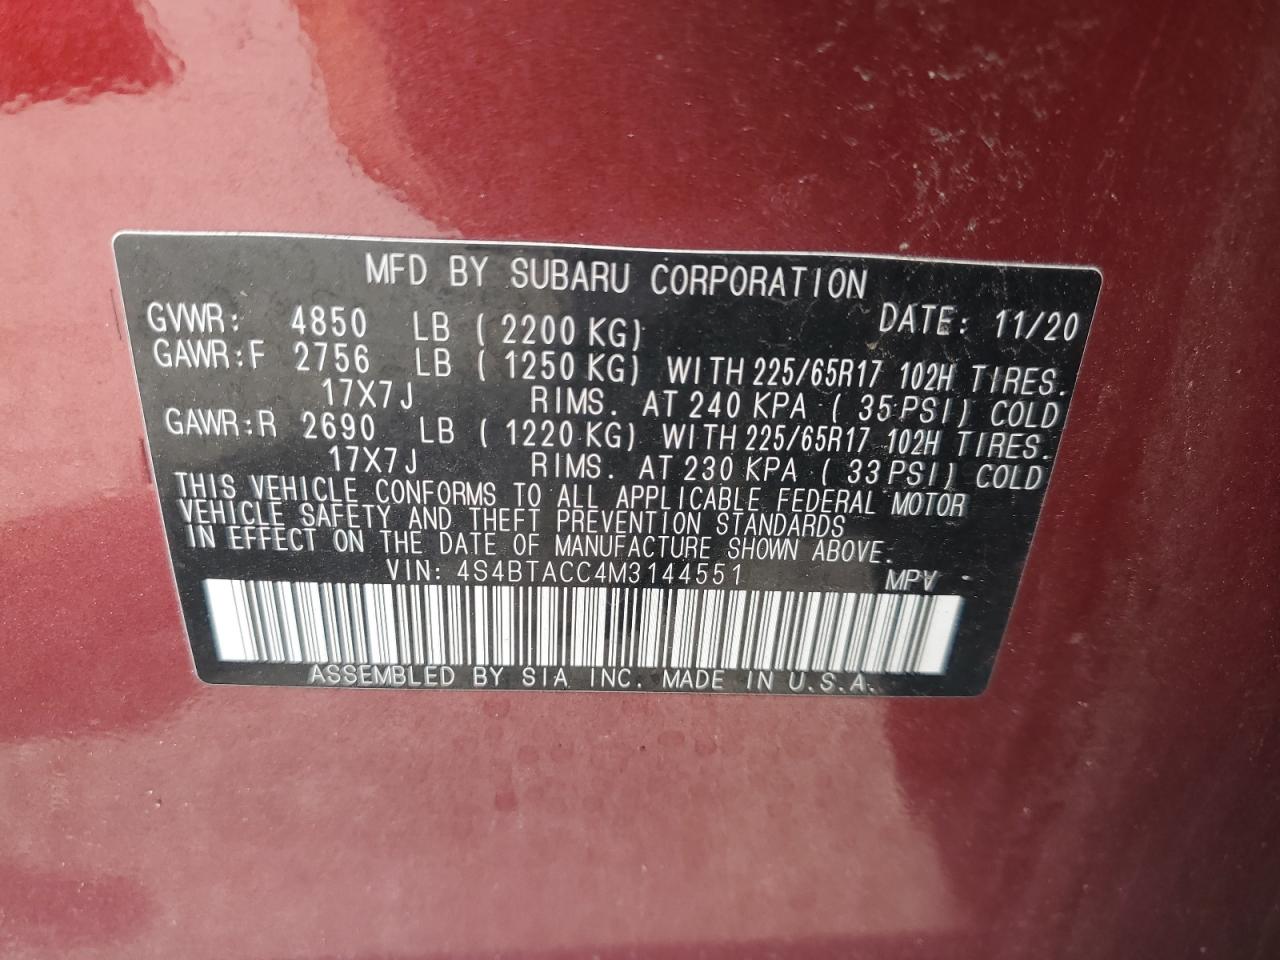 MFD BY SUBARU CORPORATION
GVWR: 4850 LB ( 2200 KG) DATE: 11/20
GAWR:F 2756 LB ( 1250 KG) WITH 225/65R17 102H TIRES.
17X7J RIMS. AT 240 KPA ( 35 PSI) COLD
GAWR:R 2690 LB ( 1220 KG) WITH 225/65R17 102H TIRES.
17X7J RIMS. AT 230 KPA ( 33 PSI) COLD
THIS VEHICLE CONFORMS TO ALL APPLICABLE FEDERAL MOTOR
VEHICLE SAFETY AND THEFT PREVENTION STANDARDS
IN EFFECT ON THE DATE OF MANUFACTURE SHOWN ABOVE.
VIN: 4S4BTACC4M3144551 MPV
ASSEMBLED BY SIA INC. MADE IN U.S.A.